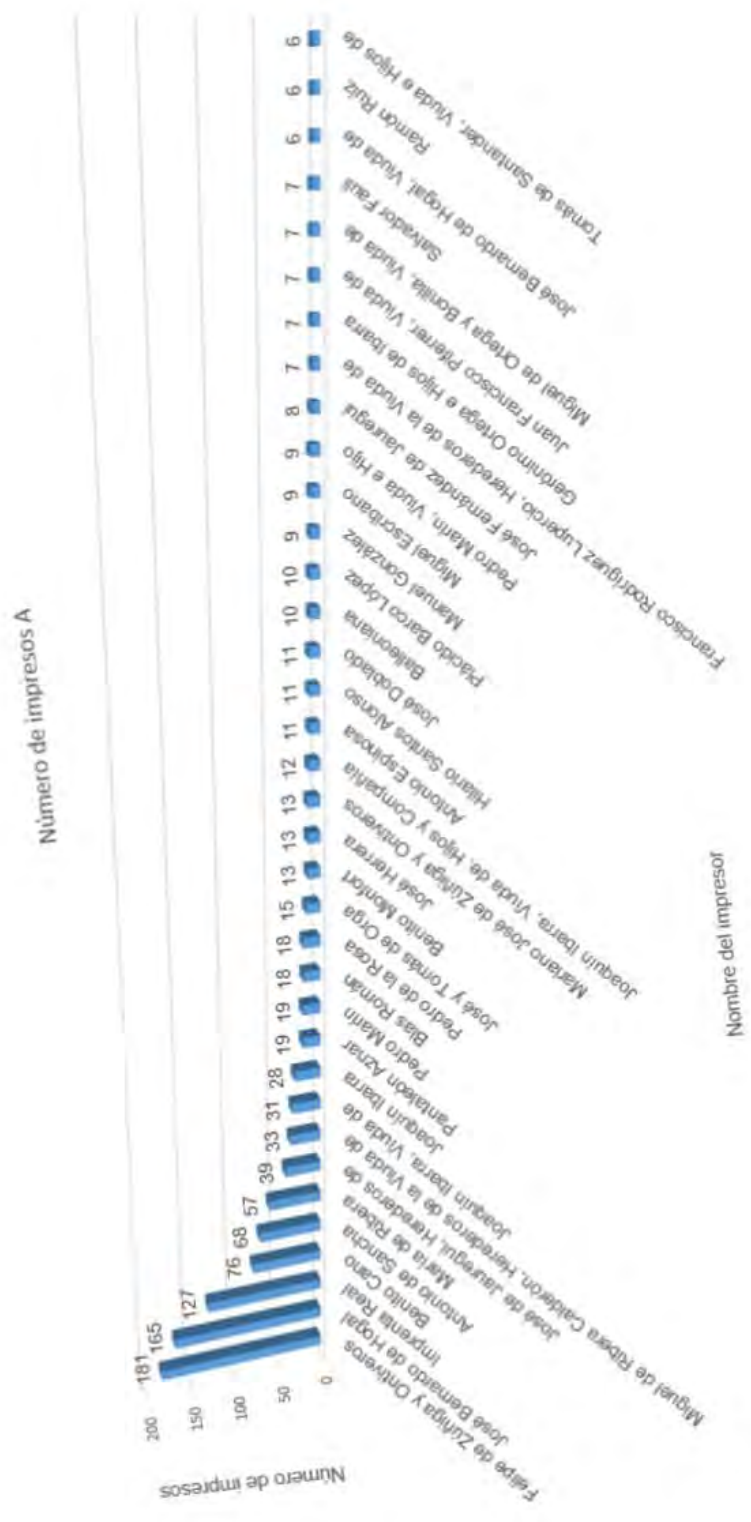 Número de impresos A
Número de impresos
200
150
100
50
0
181
165
127
76
68
57
39
33
31
28
19
19
18
18
15
13
13
13
12
11
11
11
10
10
9
9
9
8
7
7
7
7
7
6
6
6
Felipe de Zúñiga y Ontiveros
José Bernardo de Hogal
Imprenta Real
Benito Cano
Antonio de Sancha
María de Ribera
José de Jauregui, Herederos de
Miguel de Ribera Calderón, Herederos de la Viuda de
Joaquín Ibarra, Viuda de
Joaquín Ibarra
Pantaleón Aznar
Pedro Marín
Blas Román
Pedro de la Rosa
José y Tomás de Orga
Benito Monfort
José Herrera
Mariano José de Zúñiga y Ontiveros
Joaquín Ibarra, Viuda de, Hijos y Compañía
Antonio Espinosa
Hilario Santos Alonso
José Doblado
Balleoniana
Plácido Barco López
Manuel González
Miguel Escribano
Pedro Marín, Viuda e Hijo
José Fernández de Jauregui
Francisco Rodríguez Lupercio, Herederos de la Viuda de
Gerónimo Ortega e Hijos de Ibarra
Juan Francisco Piferrer, Viuda de
Miguel de Ortega y Bonilla, Viuda de
Salvador Faulí
José Bernardo de Hogal, Viuda de
Ramón Ruiz
Tomás de Santander, Viuda e Hijos de
Nombre del impresor